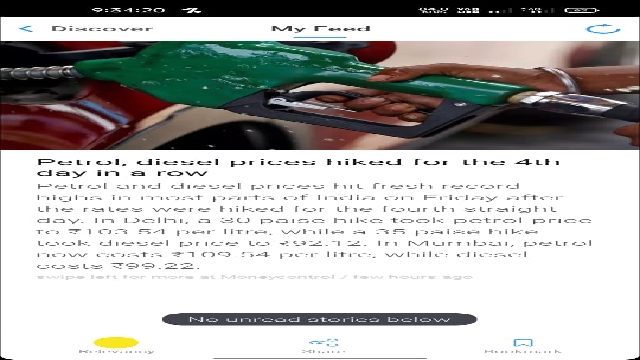 9:34:20
Discover
My Feed
Petrol, diesel prices hiked for the 4th
day in a row
Petrol and diesel prices hit fresh record
highs in most parts of India on Friday after
the rates were hiked for the fourth straight
day. In Delhi, a 30 paise hike took petrol price
to ₹103.54 per litre, while a 35 paise hike
took diesel price to ₹92.12. In Mumbai, petrol
now costs ₹109.54 per litre, while diesel
costs ₹99.22.
swipe left for more at Moneycontrol / few hours ago
No unread stories below
Relevancy
Share
Bookmark